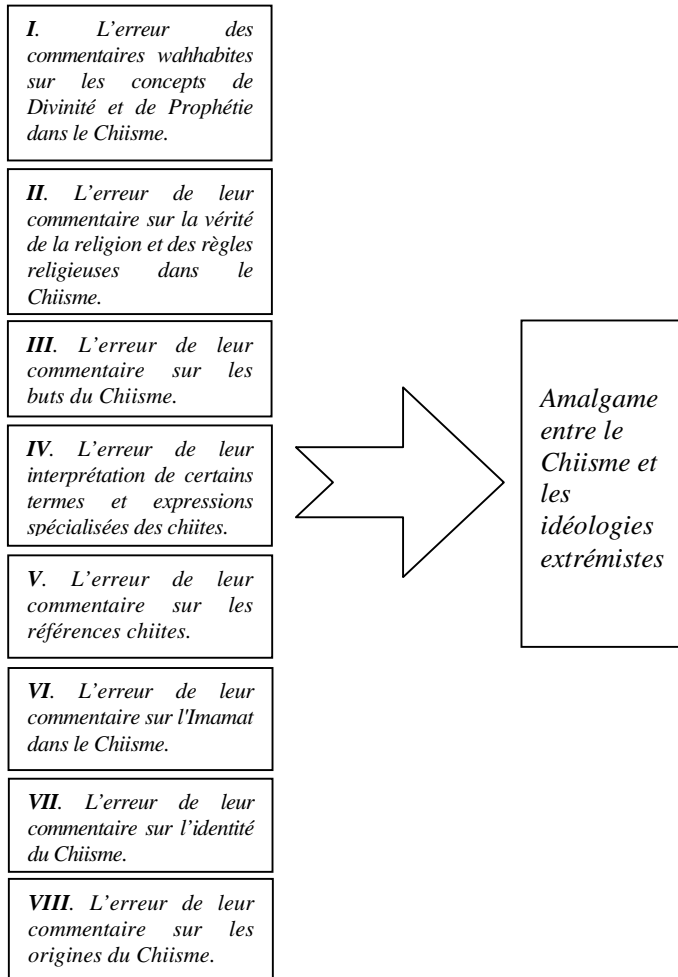 I. L’erreur des
commentaires wahhabites
sur les concepts de
Divinité et de Prophétie
dans le Chiisme.
II. L’erreur de leur
commentaire sur la vérité
de la religion et des règles
religieuses dans le
Chiisme.
III. L’erreur de leur
commentaire sur les
buts du Chiisme.
IV. L’erreur de leur
interprétation de certains
termes et expressions
spécialisées des chiites.
V. L’erreur de leur
commentaire sur les
références chiites.
VI. L’erreur de leur
commentaire sur l'Imamat
dans le Chiisme.
VII. L’erreur de leur
commentaire sur l’identité
du Chiisme.
VIII. L’erreur de leur
commentaire sur les
origines du Chiisme.
Amalgame
entre le
Chiisme et
les
idéologies
extrémistes